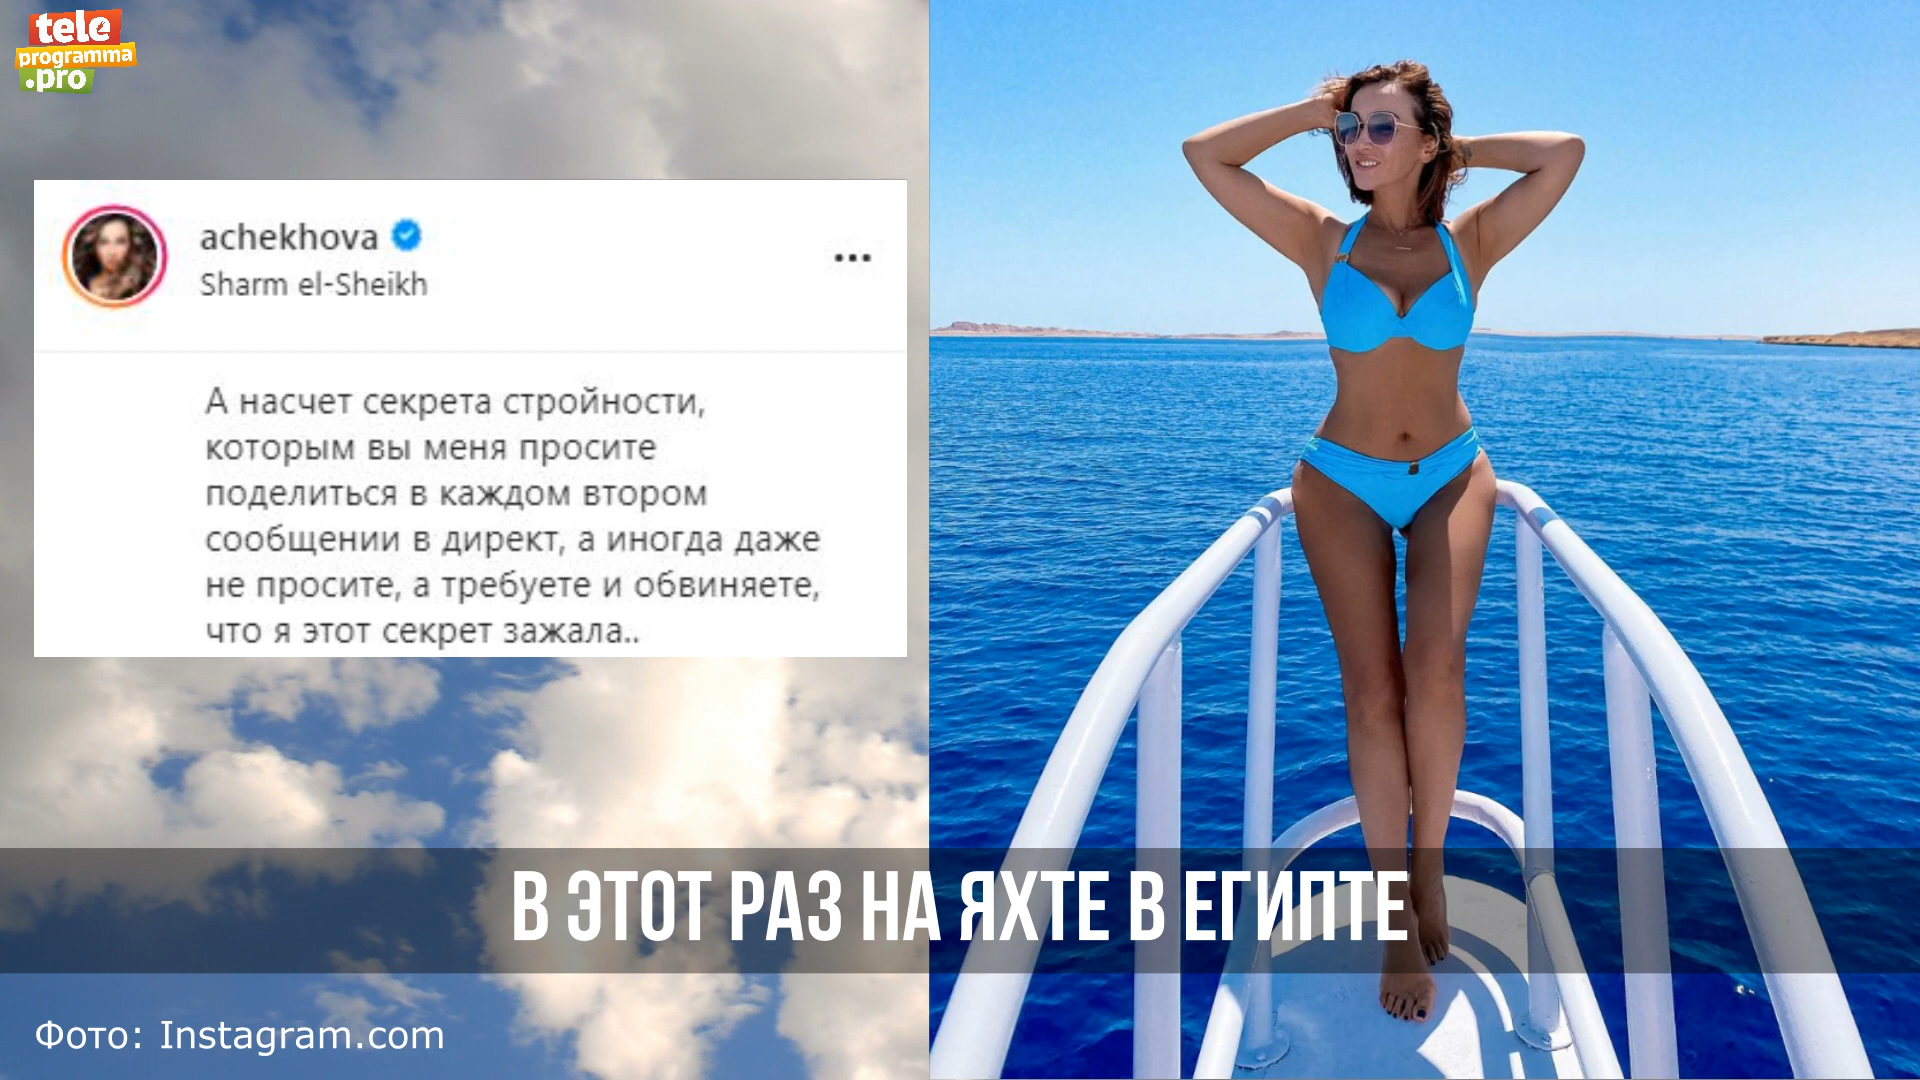 tele
programma
.pro
achekhova
Sharm el-Sheikh
А насчет секрета стройности,
которым вы меня просите
поделиться в каждом втором
сообщении в директ, а иногда даже
не просите, а требуете и обвиняете,
что я этот секрет зажала..
В ЭТОТ РАЗ НА ЯХТЕ В ЕГИПТЕ
Фото: Instagram.com